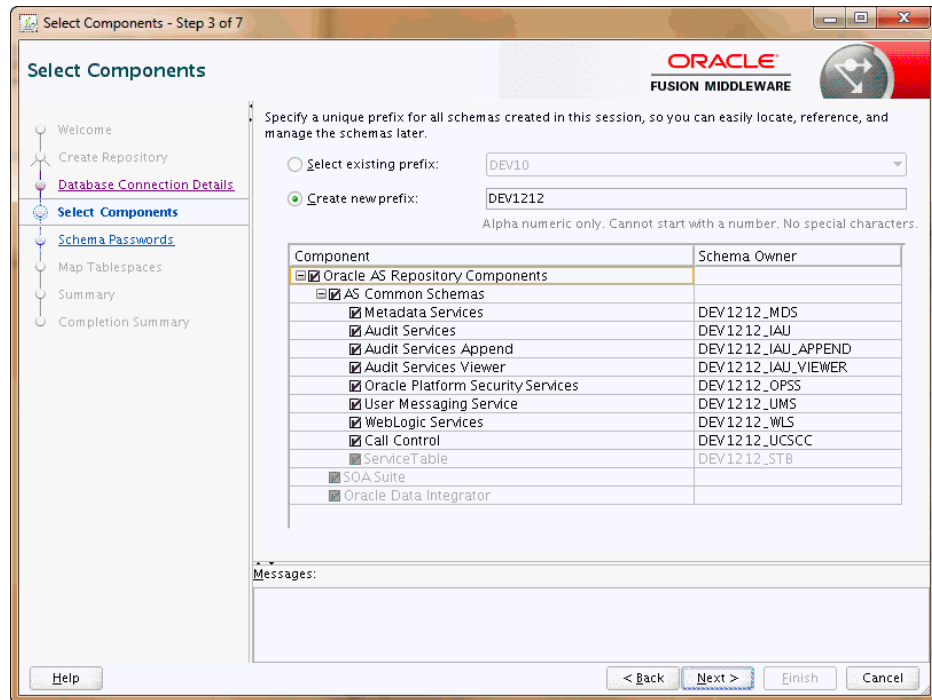 Select Components - Step 3 of 7
Select Components
ORACLE
FUSION MIDDLEWARE
Welcome
Create Repository
Database Connection Details
Select Components
Schema Passwords
Map Tablespaces
Summary
Completion Summary
Specify a unique prefix for all schemas created in this session, so you can easily locate, reference, and
manage the schemas later.
Select existing prefix: DEV10
Create new prefix: DEV1212
Alpha numeric only. Cannot start with a number. No special characters.
Component Schema Owner
Oracle AS Repository Components
AS Common Schemas
Metadata Services DEV1212_MDS
Audit Services DEV1212_IAU
Audit Services Append DEV1212_IAU_APPEND
Audit Services Viewer DEV1212_IAU_VIEWER
Oracle Platform Security Services DEV1212_OPSS
User Messaging Service DEV1212_UMS
WebLogic Services DEV1212_WLS
Call Control DEV1212_UCSCC
ServiceTable DEV1212_STB
SOA Suite
Oracle Data Integrator
Messages:
Help < Back Next > Finish Cancel